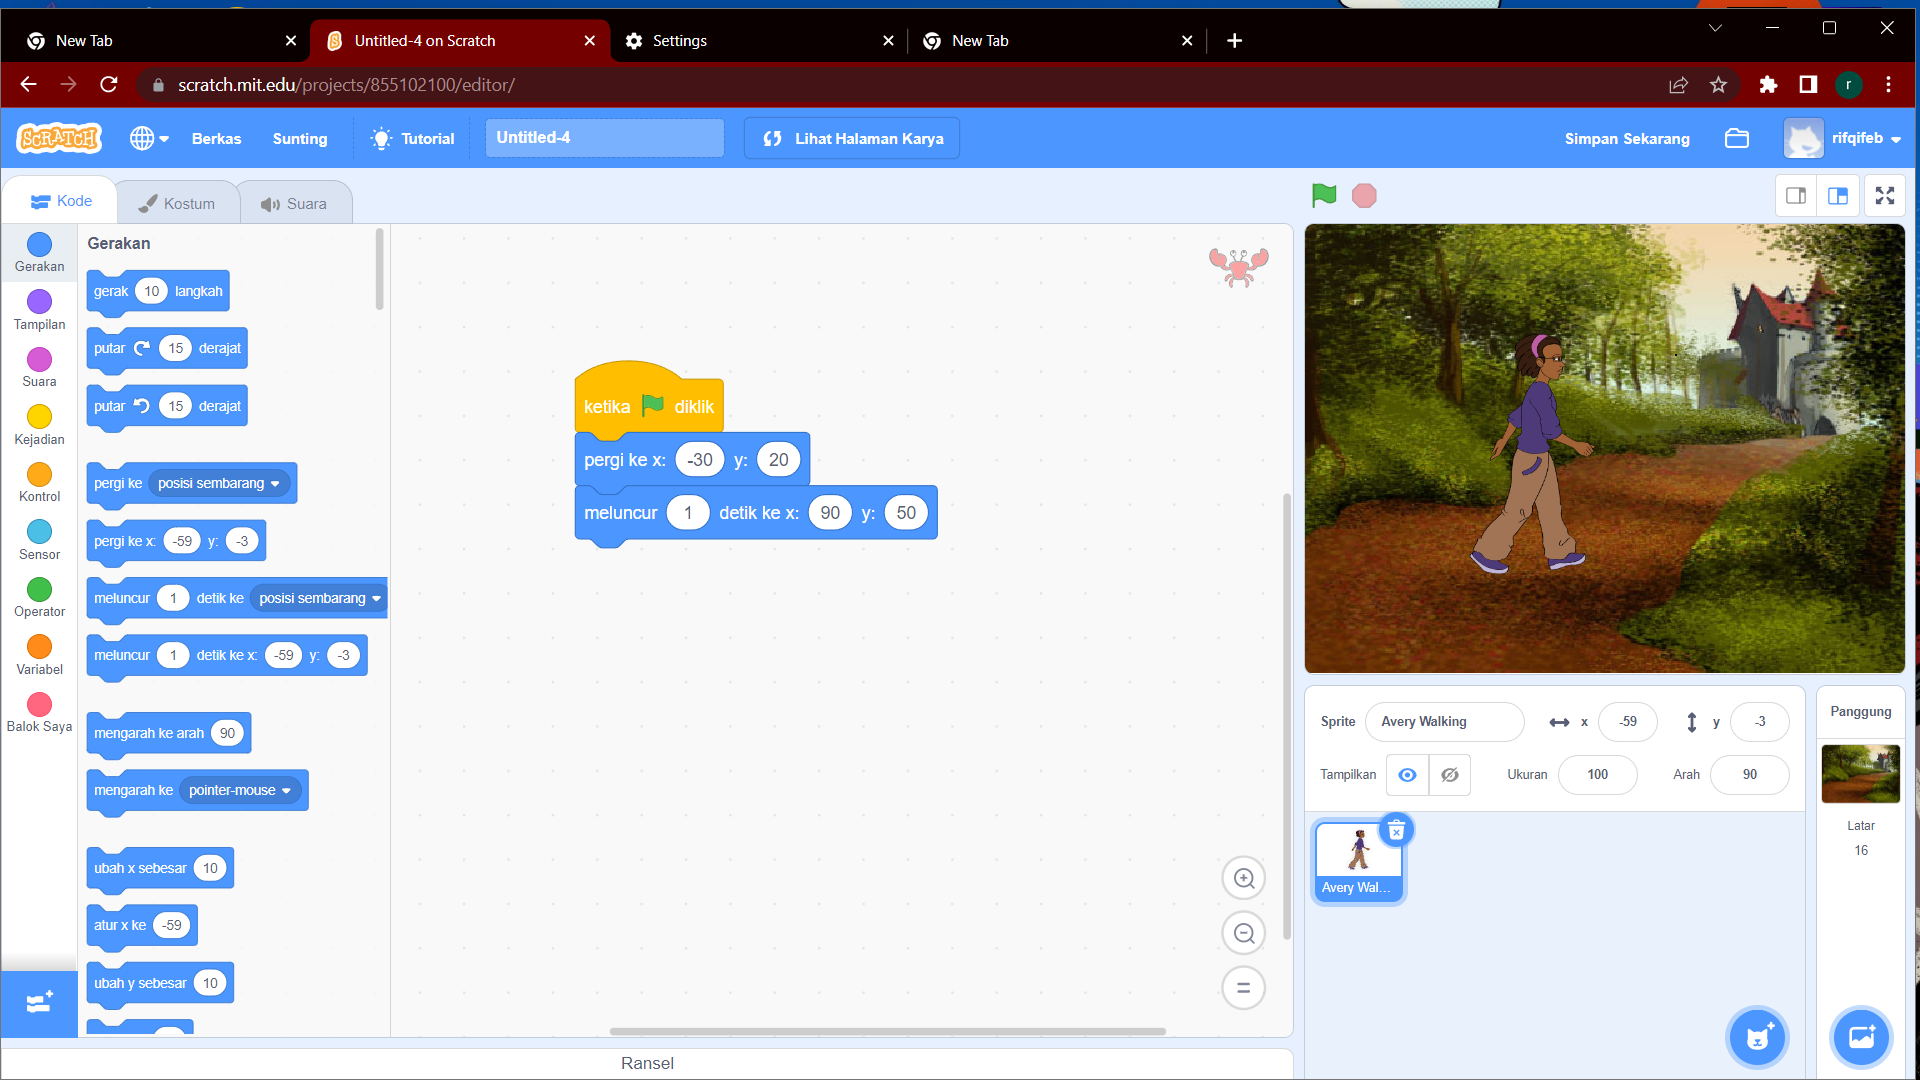 New Tab
Untitled-4 on Scratch
Settings
New Tab
scratch.mit.edu/projects/855102100/editor/
r
SCRATCH
Berkas
Sunting
Tutorial
Untitled-4
Lihat Halaman Karya
Simpan Sekarang
rifqifeb
Kode
Kostum
Suara
Gerakan
Tampilan
Suara
Kejadian
Kontrol
Sensor
Operator
Variabel
Balok Saya
Gerakan
gerak 10 langkah
putar 15 derajat
putar 15 derajat
pergi ke posisi sembarang
pergi ke x: -59 y: -3
meluncur 1 detik ke posisi sembarang
meluncur 1 detik ke x: -59 y: -3
mengarah ke arah 90
mengarah ke pointer-mouse
ubah x sebesar 10
atur x ke -59
ubah y sebesar 10
ketika diklik
pergi ke x: -30 y: 20
meluncur 1 detik ke x: 90 y: 50
Sprite Avery Walking x -59 y -3
Tampilkan Ukuran 100 Arah 90
Avery Wal...
Panggung
Latar
16
Ransel